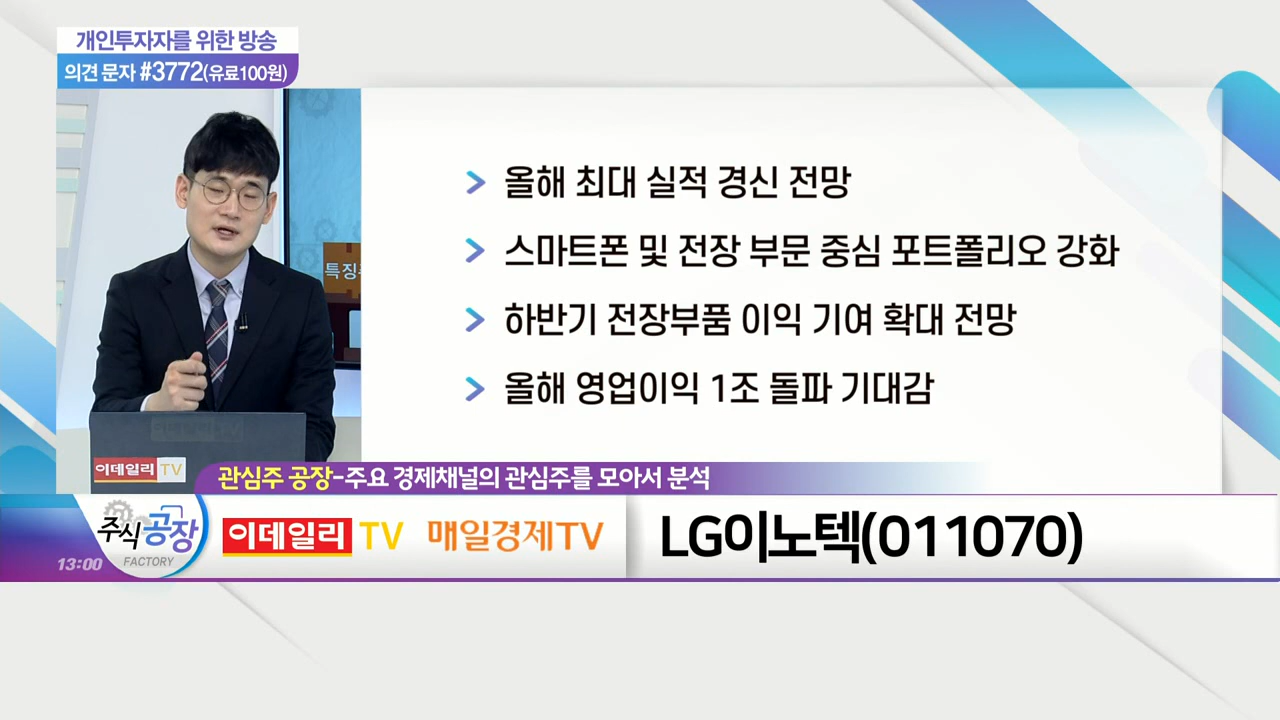 개인투자자를 위한 방송
의견 문자 #3772(유료100원)
> 올해 최대 실적 경신 전망
> 스마트폰 및 전장 부문 중심 포트폴리오 강화
> 하반기 전장부품 이익 기여 확대 전망
> 올해 영업이익 1조 돌파 기대감
특징
이데일리 TV
관심주 공장-주요 경제채널의 관심주를 모아서 분석
주식공장
FACTORY
13:00
이데일리 TV 매일경제TV
LG이노텍(011070)